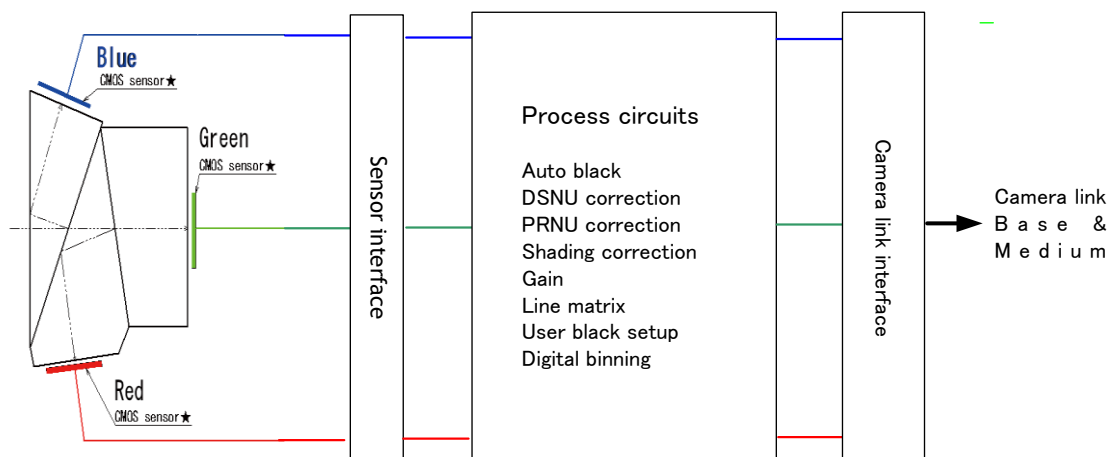 Blue
CMOS sensor★
Green
CMOS sensor★
Red
CMOS sensor★
Sensor interface
Process circuits
Auto black
DSNU correction
PRNU correction
Shading correction
Gain
Line matrix
User black setup
Digital binning
Camera link interface
Camera link
Base &
Medium